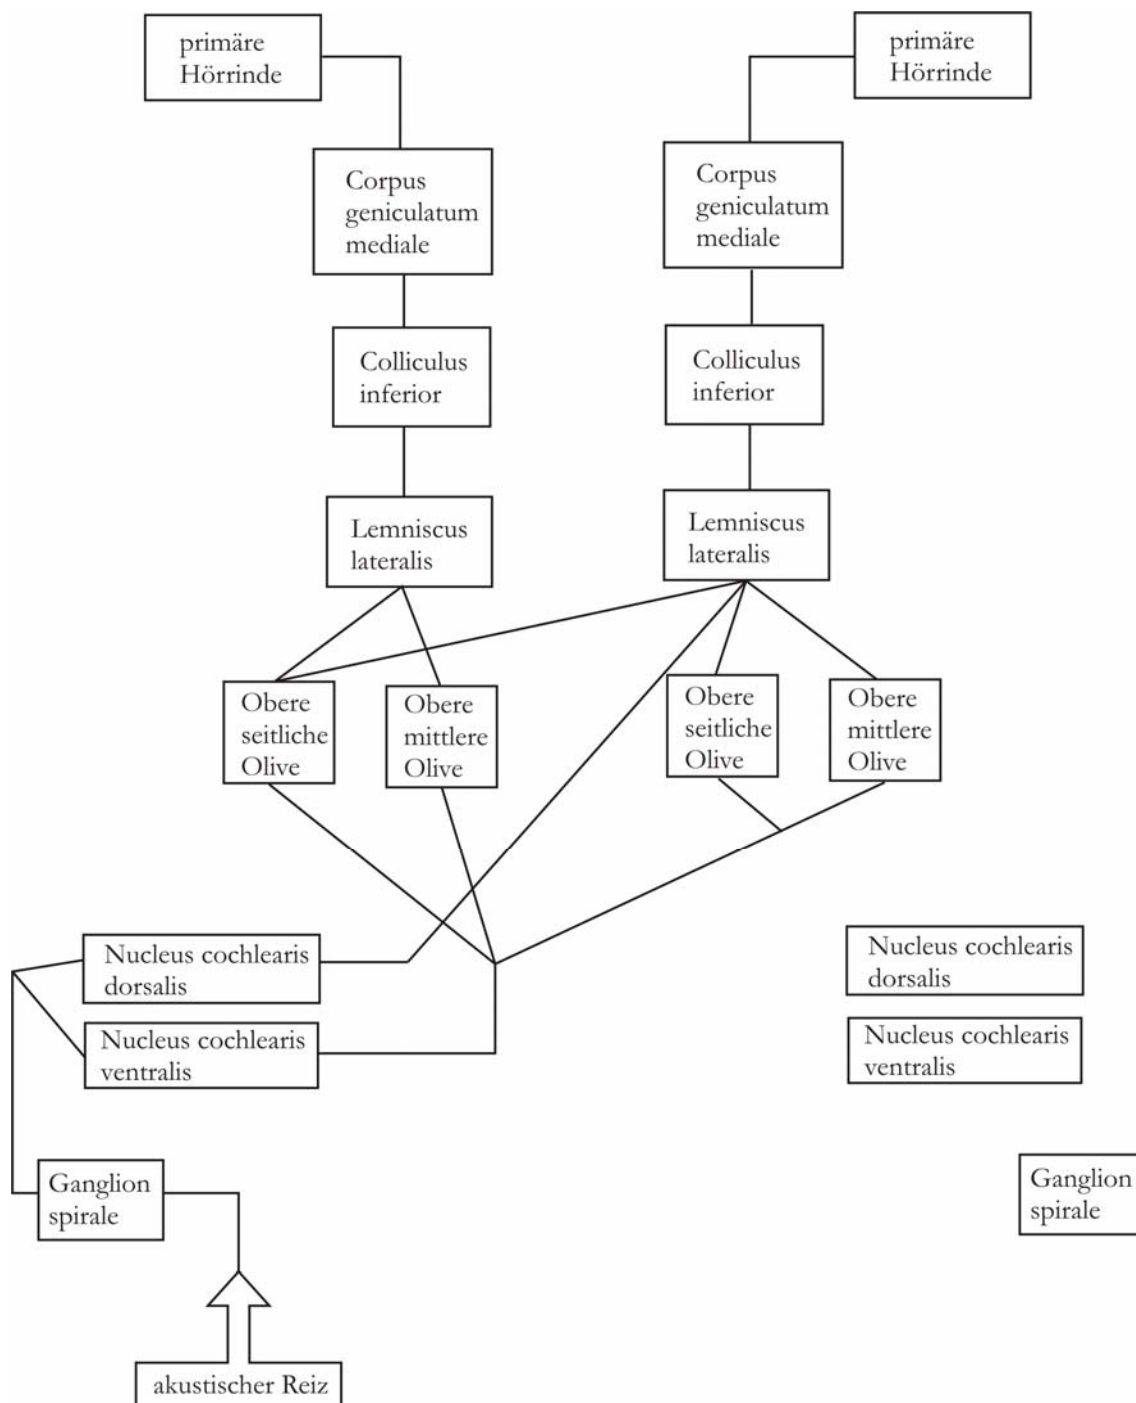 primäre
Hörrinde
primäre
Hörrinde
Corpus
geniculatum
mediale
Corpus
geniculatum
mediale
Colliculus
inferior
Colliculus
inferior
Lemniscus
lateralis
Lemniscus
lateralis
Obere
seitliche
Olive
Obere
mittlere
Olive
Obere
seitliche
Olive
Obere
mittlere
Olive
Nucleus cochlearis
dorsalis
Nucleus cochlearis
dorsalis
Nucleus cochlearis
ventralis
Nucleus cochlearis
ventralis
Ganglion
spirale
Ganglion
spirale
akustischer Reiz